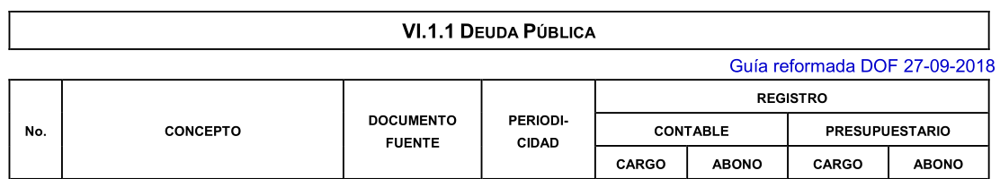 VI.1.1 DEUDA PÚBLICA
Guía reformada DOF 27-09-2018
No.
CONCEPTO
DOCUMENTO
FUENTE
PERIODI-
CIDAD
REGISTRO
CONTABLE
PRESUPUESTARIO
CARGO
ABONO
CARGO
ABONO